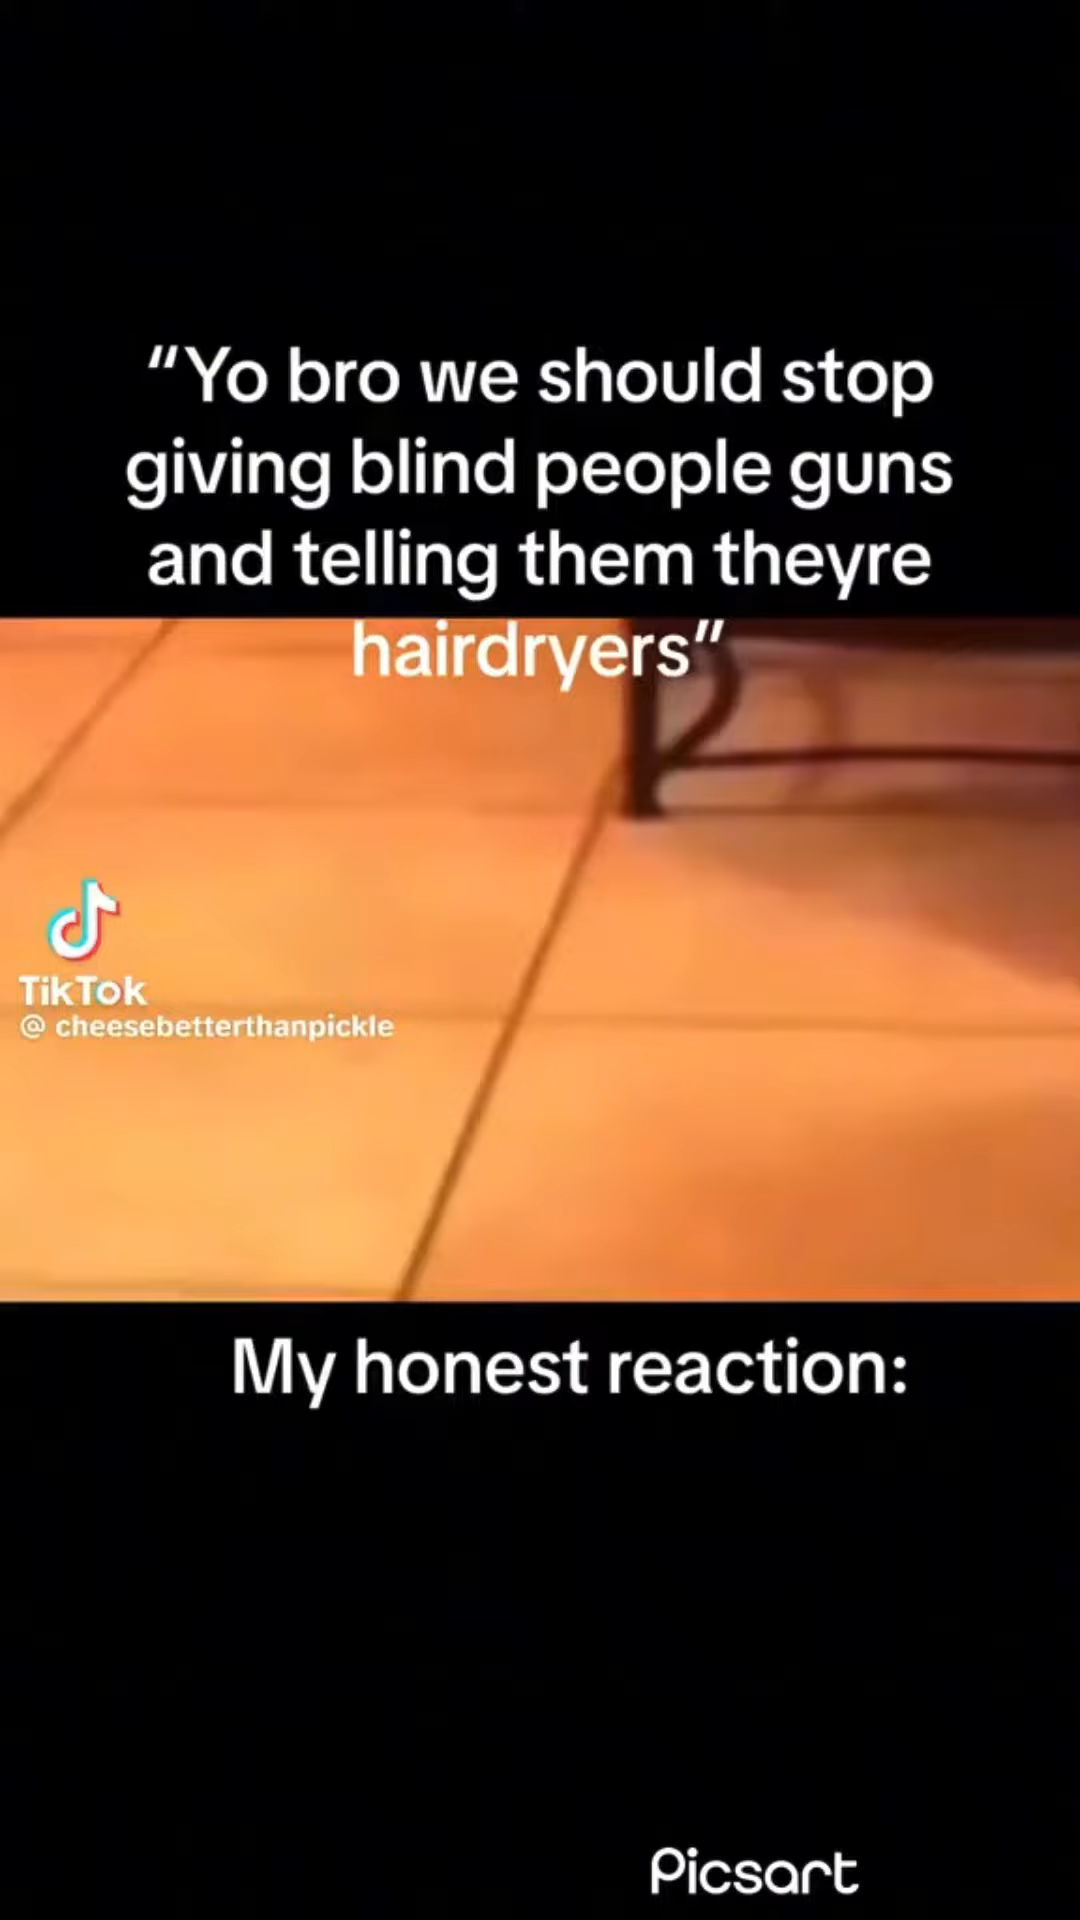 “Yo bro we should stop
giving blind people guns
and telling them theyre
hairdryers”
TikTok
@ cheesebetterthanpickle
My honest reaction:
Picsart